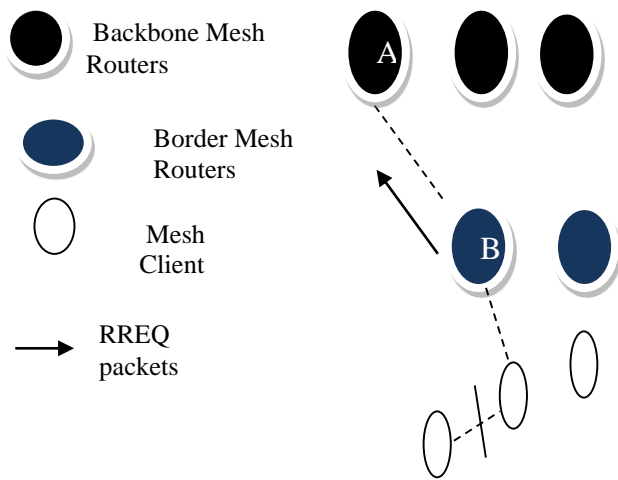 Backbone Mesh
Routers
A
Border Mesh
Routers
B
Mesh
Client
RREQ
packets